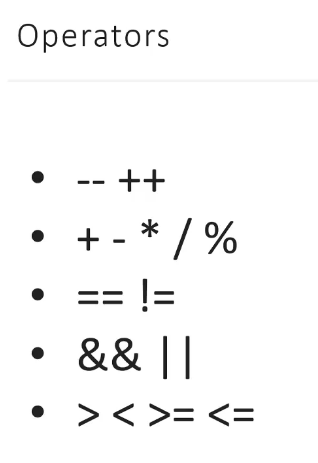 Operators
• -- ++
• + - * / %
• == !=
• && ||
• > < >= <=